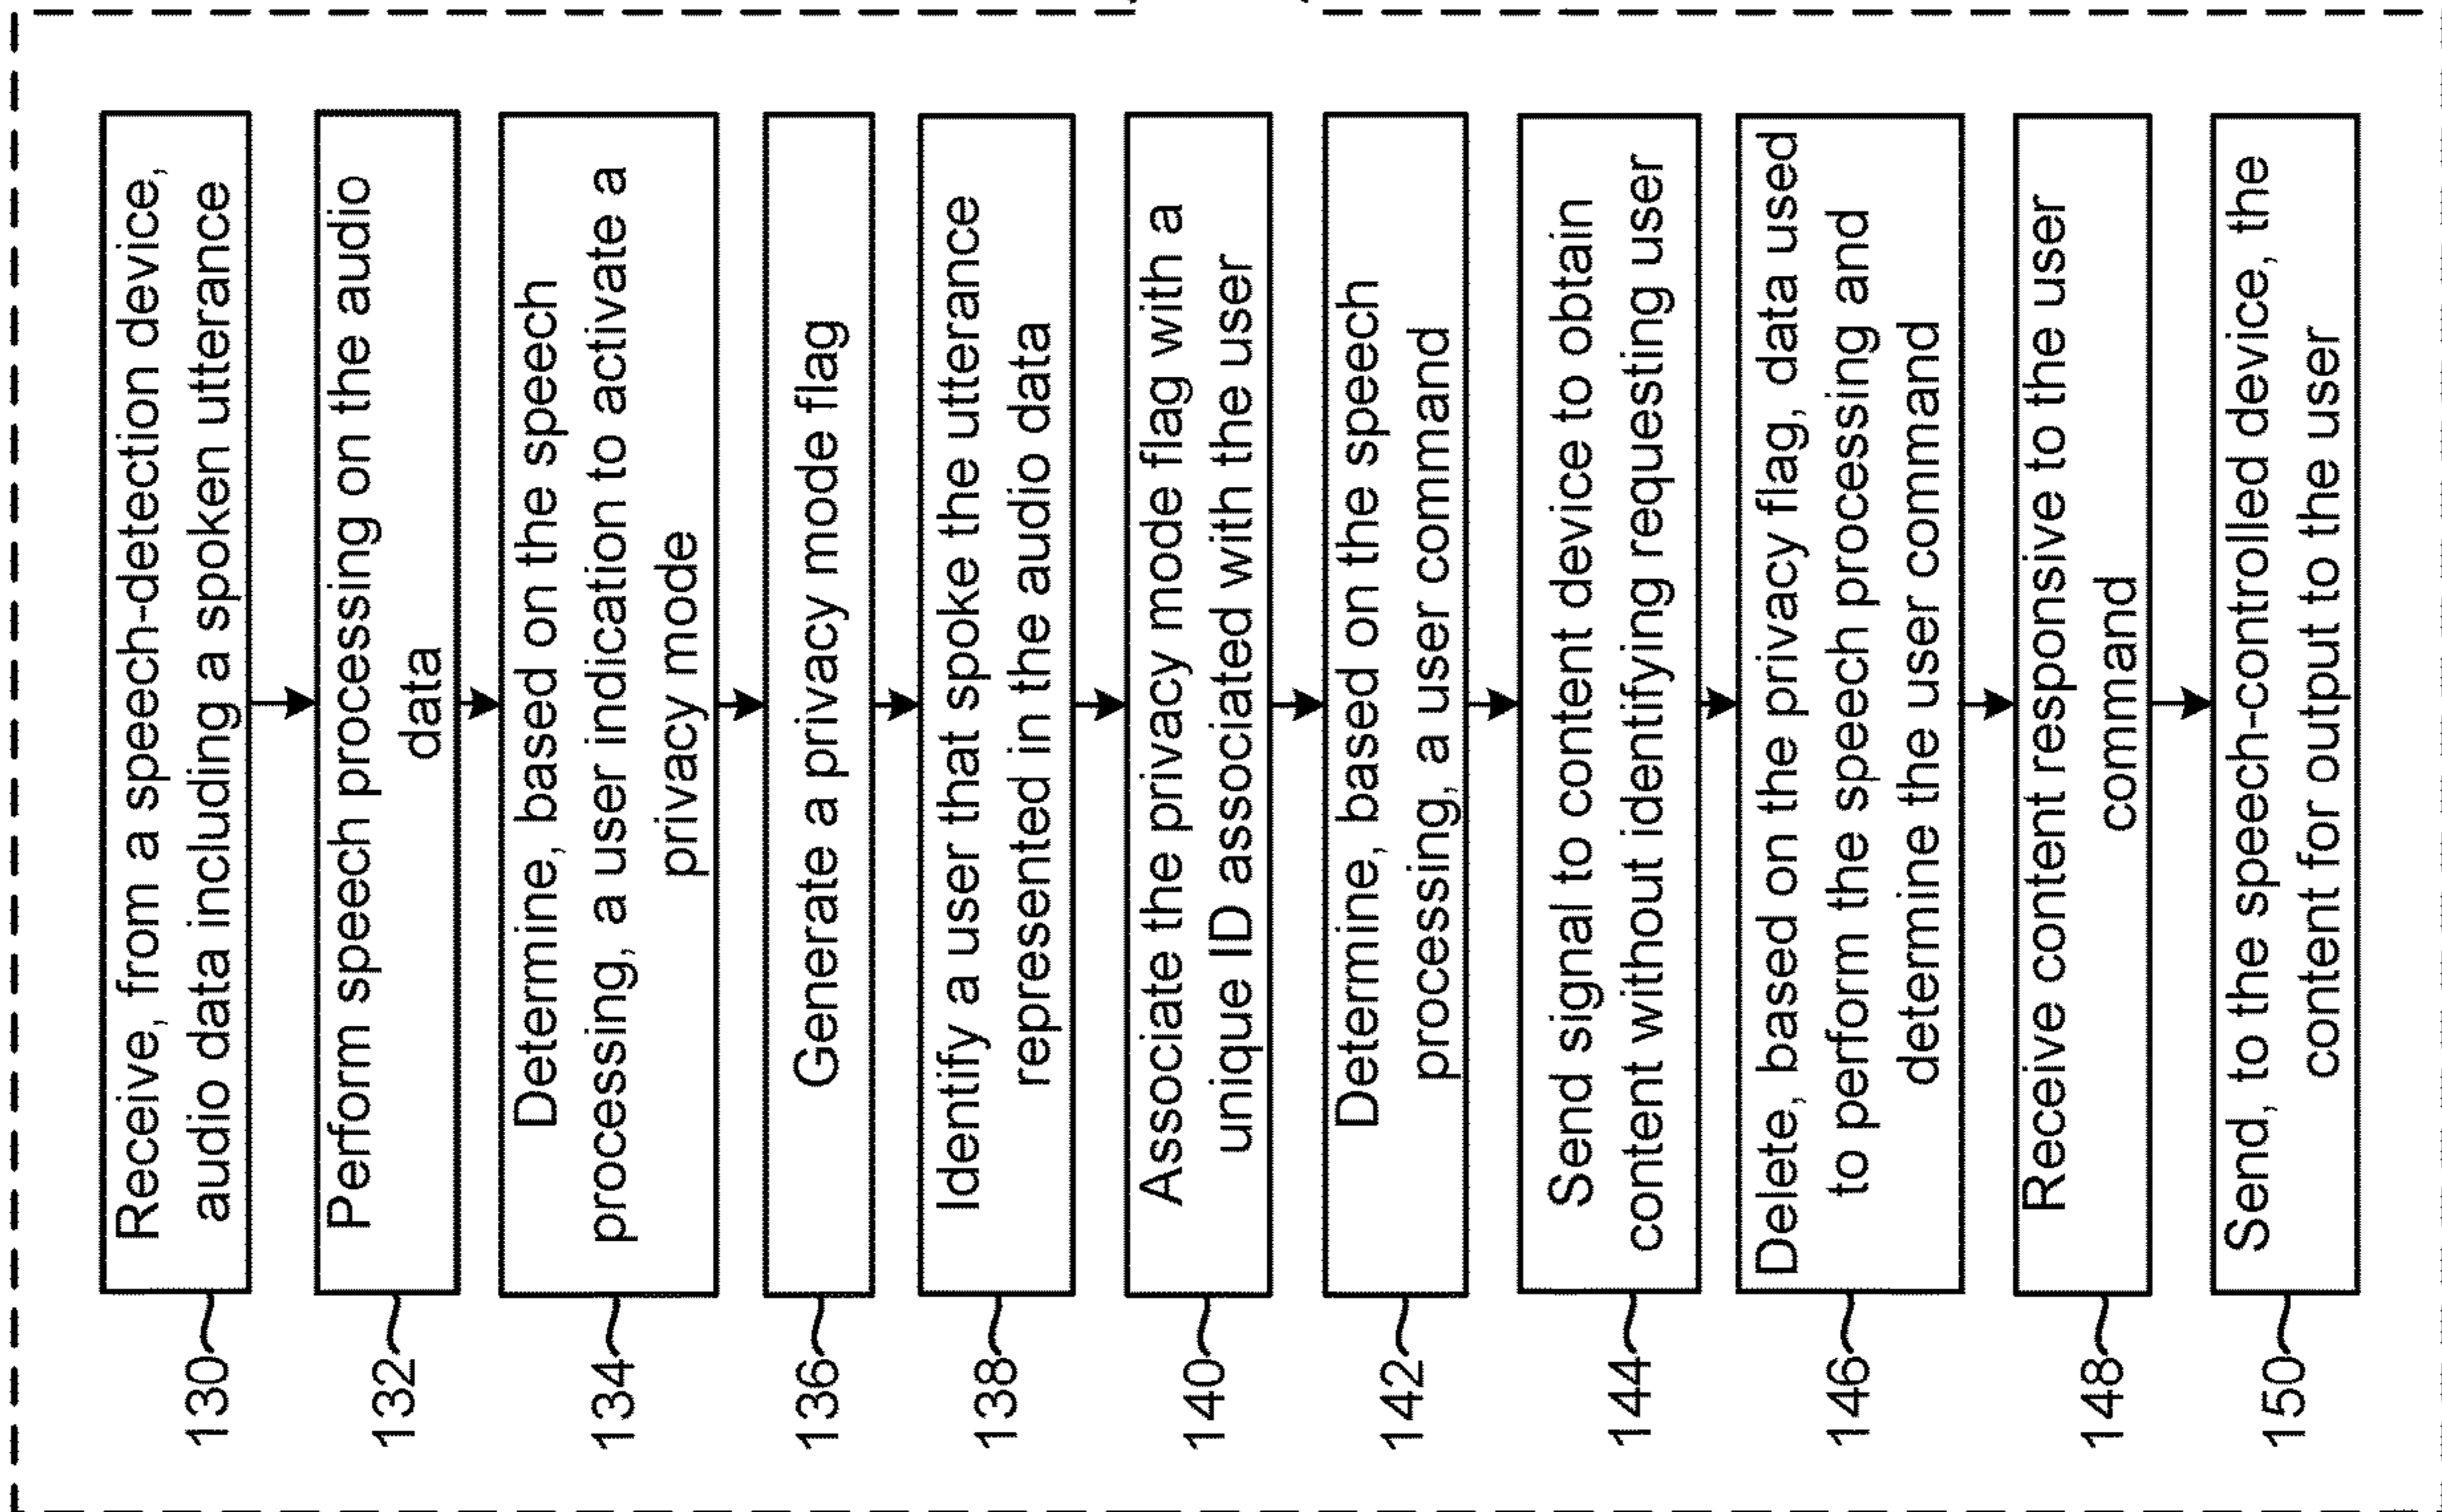 130
Receive, from a speech-detection device,
audio data including a spoken utterance
132
Perform speech processing on the audio
data
134
Determine, based on the speech
processing, a user indication to activate a
privacy mode
136
Generate a privacy mode flag
138
Identify a user that spoke the utterance
represented in the audio data
140
Associate the privacy mode flag with a
unique ID associated with the user
142
Determine, based on the speech
processing, a user command
144
Send signal to content device to obtain
content without identifying requesting user
146
Delete, based on the privacy flag, data used
to perform the speech processing and
determine the user command
148
Receive content responsive to the user
command
150
Send, to the speech-controlled device, the
content for output to the user